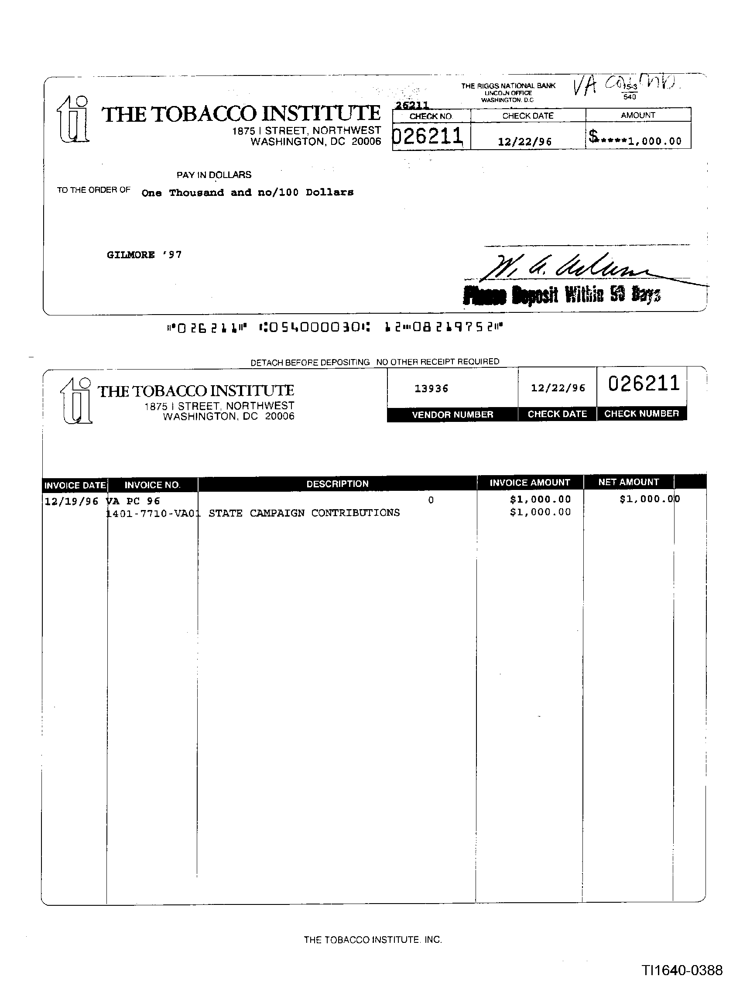 THE RIGGS NATIONAL BANK
LINCOLN OFFICE
WASHINGTON, D.C.
VA
15-3
540
ti THE TOBACCO INSTITUTE
1875 I STREET, NORTHWEST
WASHINGTON, DC 20006
26211
CHECK NO. CHECK DATE AMOUNT
026211 12/22/96 $****1,000.00
PAY IN DOLLARS
TO THE ORDER OF One Thousand and no/100 Dollars
GILMORE '97
W. A. Adams
Please Deposit Within 50 Days
⑈026211⑈ ⑆054000030⑆ 12⑉08219752⑈
DETACH BEFORE DEPOSITING NO OTHER RECEIPT REQUIRED
ti THE TOBACCO INSTITUTE
1875 I STREET, NORTHWEST
WASHINGTON, DC 20006
13936 12/22/96 026211
VENDOR NUMBER CHECK DATE CHECK NUMBER
INVOICE DATE INVOICE NO. DESCRIPTION INVOICE AMOUNT NET AMOUNT
12/19/96 VA PC 96 0 $1,000.00 $1,000.00
1401-7710-VA01 STATE CAMPAIGN CONTRIBUTIONS $1,000.00
THE TOBACCO INSTITUTE, INC.
TI1640-0388